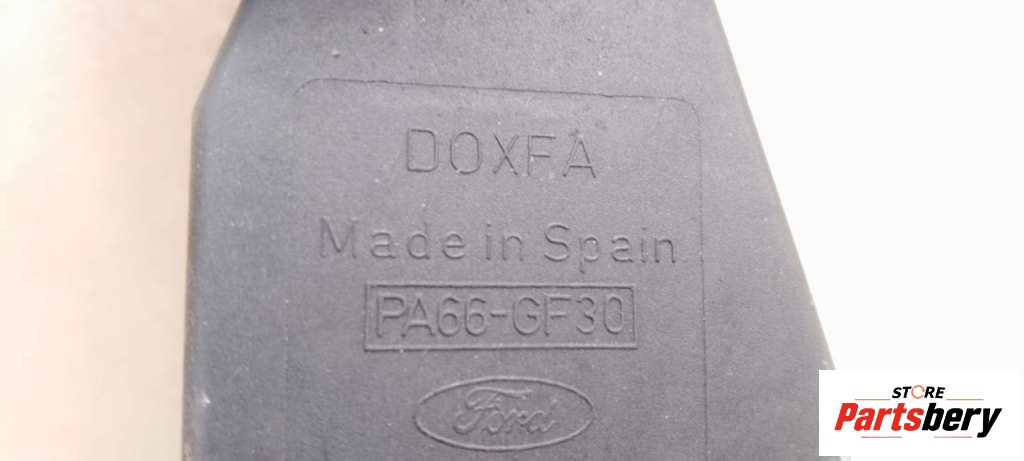 DOXFA
Made in Spain
PA66-GF30
Ford
STORE
Partsbery